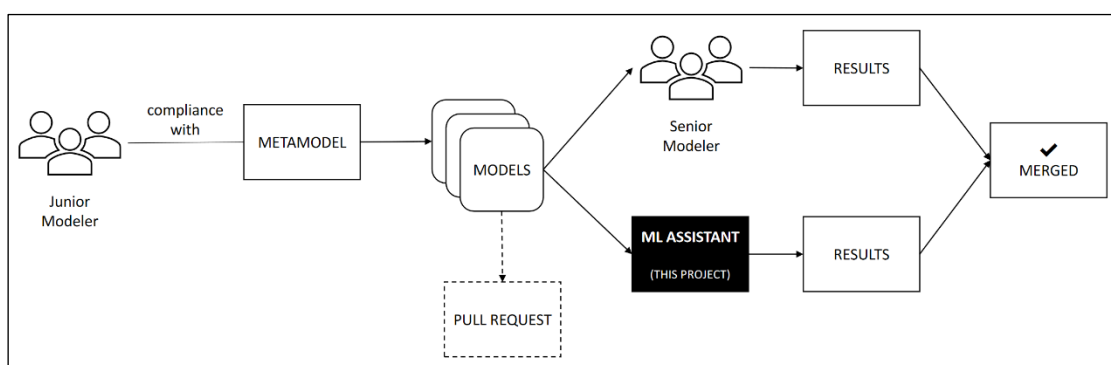 Junior
Modeler
compliance
with
METAMODEL
MODELS
PULL REQUEST
Senior
Modeler
RESULTS
ML ASSISTANT
(THIS PROJECT)
RESULTS
MERGED